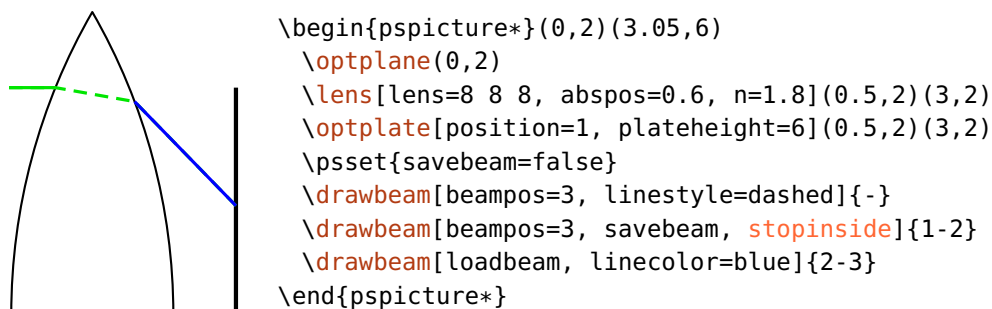 \begin{pspicture*}(0,2)(3.05,6)
\optplane(0,2)
\lens[lens=8 8 8, abspos=0.6, n=1.8](0.5,2)(3,2)
\optplate[position=1, plateheight=6](0.5,2)(3,2)
\psset{savebeam=false}
\drawbeam[beampos=3, linestyle=dashed]{-}
\drawbeam[beampos=3, savebeam, stopinside]{1-2}
\drawbeam[loadbeam, linecolor=blue]{2-3}
\end{pspicture*}